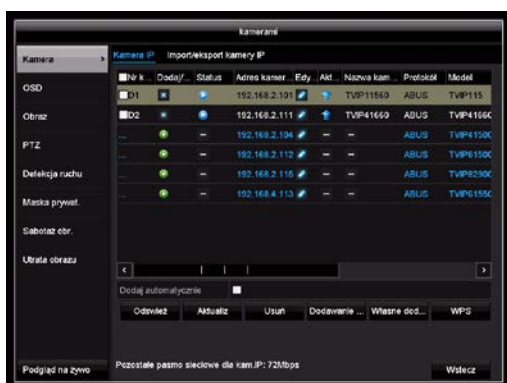 kamerami
Kamera >
OSD
Obraz
PTZ
Detekcja ruchu
Maska prywat.
Sabotaż obr.
Utrata obrazu
Podgląd na żywo
Kamera IP Import/eksport kamery IP
Nr k... Dodaj/... Status Adres kamer... Edy... Akt... Nazwa kam... Protokół Model
D1 192.168.2.101 TVIP11560 ABUS TVIP115
D2 192.168.2.111 TVIP41660 ABUS TVIP4166
... – 192.168.2.104 – – ABUS TVIP41500
... – 192.168.2.112 – – ABUS TVIP61500
... – – – ABUS
... – 192.168.4.113 – – ABUS TVIP61550
Dodaj automatycznie
Odśwież Aktualiz Usuń Dodawanie ... Własne dod... WPS
Pozostałe pasmo sieciowe dla kam.IP: 72Mbps
Wstecz